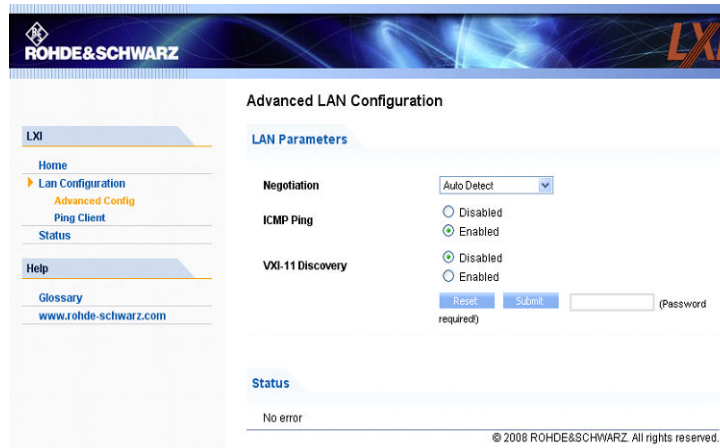 ROHDE&SCHWARZ
LXI
Advanced LAN Configuration
LXI
Home
Lan Configuration
Advanced Config
Ping Client
Status
Help
Glossary
www.rohde-schwarz.com
LAN Parameters
Negotiation
Auto Detect
ICMP Ping
Disabled
Enabled
VXI-11 Discovery
Disabled
Enabled
Reset Submit (Password
required!)
Status
No error
© 2008 ROHDE&SCHWARZ. All rights reserved.